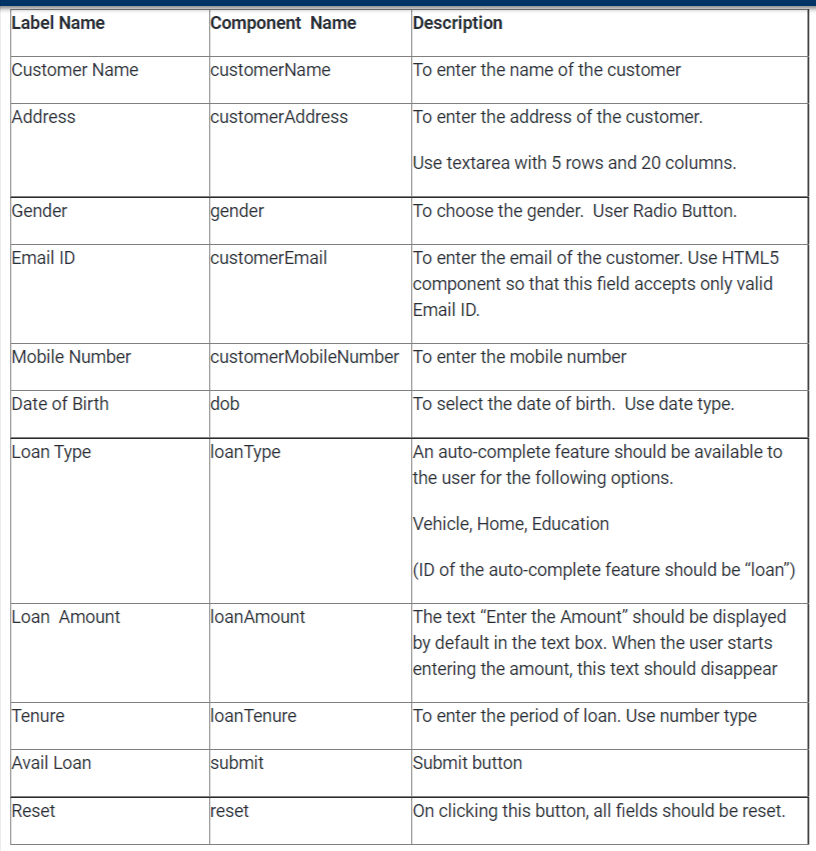 Label Name Component  Name Description
Customer Name customerName To enter the name of the customer
Address customerAddress To enter the address of the customer.
Use textarea with 5 rows and 20 columns.
Gender gender To choose the gender.  User Radio Button.
Email ID customerEmail To enter the email of the customer. Use HTML5
component so that this field accepts only valid
Email ID.
Mobile Number customerMobileNumber To enter the mobile number
Date of Birth dob To select the date of birth.  Use date type.
Loan Type loanType An auto-complete feature should be available to
the user for the following options.
Vehicle, Home, Education
(ID of the auto-complete feature should be “loan”)
Loan  Amount loanAmount The text “Enter the Amount” should be displayed
by default in the text box. When the user starts
entering the amount, this text should disappear
Tenure loanTenure To enter the period of loan. Use number type
Avail Loan submit Submit button
Reset reset On clicking this button, all fields should be reset.